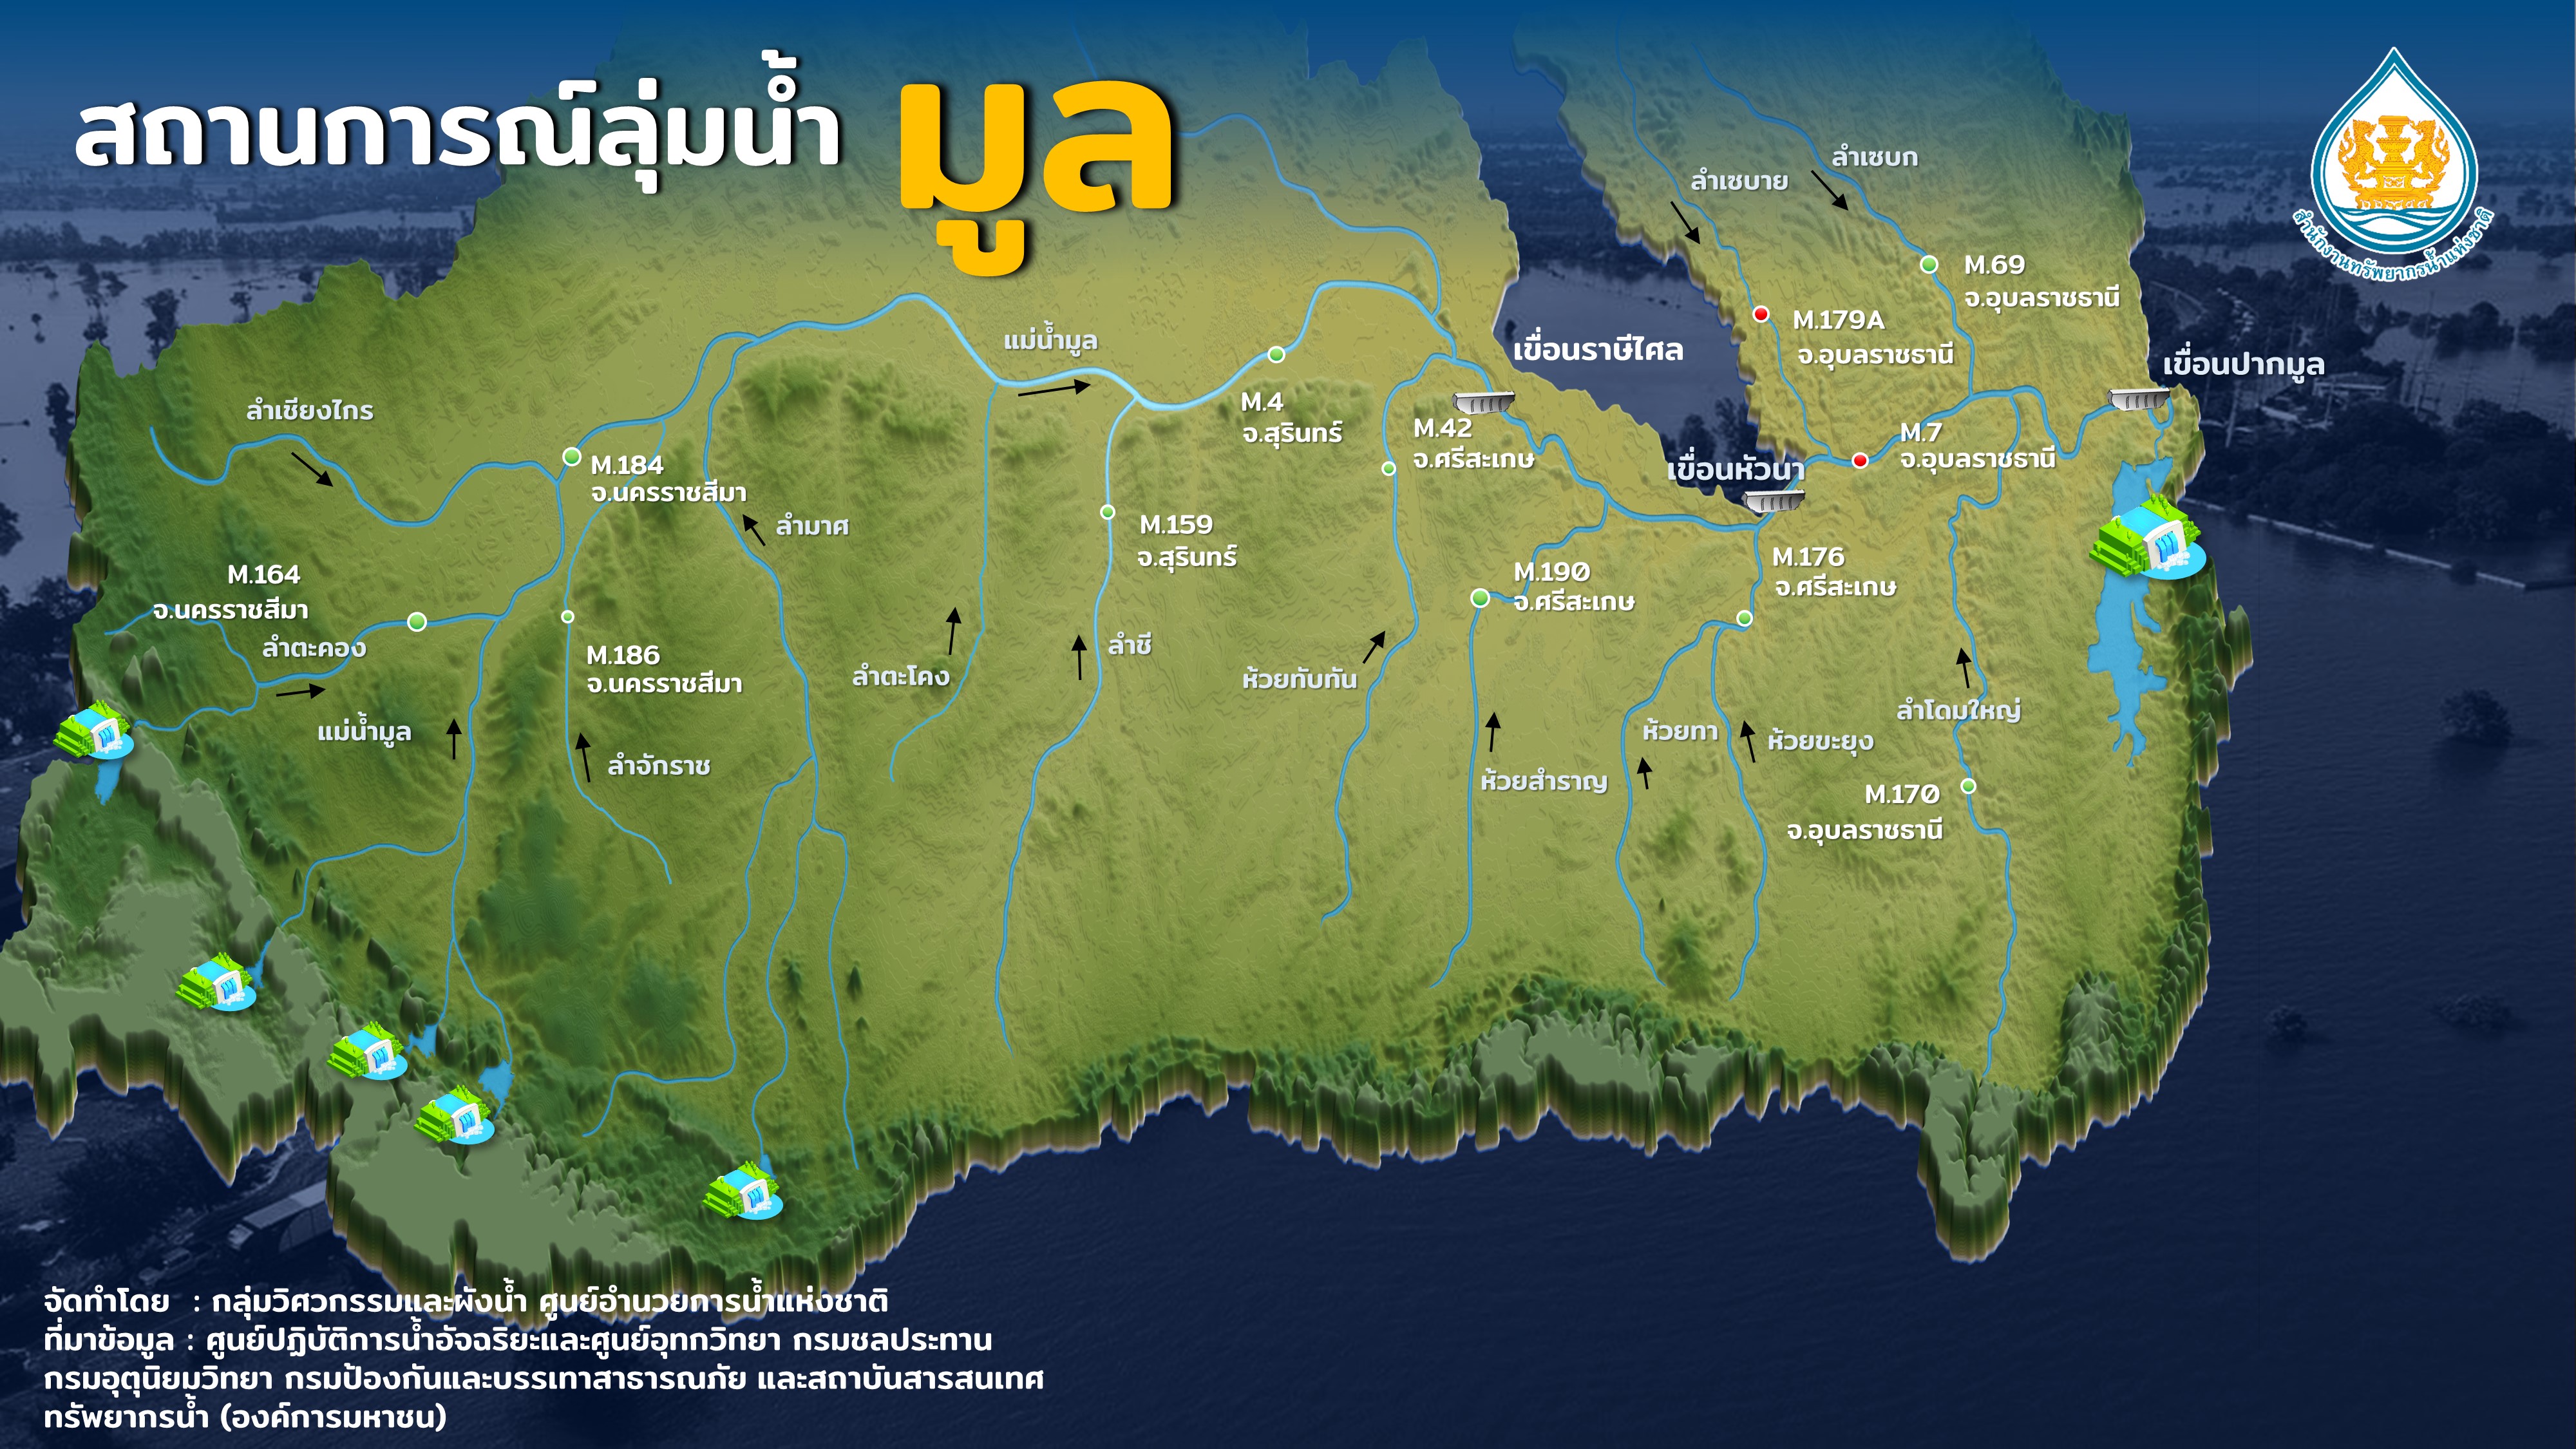 สถานการณ์ลุ่มน้ำ มูล
สำนักงานทรัพยากรน้ำแห่งชาติ
ลำเซบก
ลำเซบาย
M.69
จ.อุบลราชธานี
M.179A
จ.อุบลราชธานี
เขื่อนราษีไศล
เขื่อนปากมูล
แม่น้ำมูล
ลำเชียงไกร
M.4
จ.สุรินทร์
M.42
จ.ศรีสะเกษ
M.7
จ.อุบลราชธานี
เขื่อนหัวนา
M.184
จ.นครราชสีมา
ลำมาศ
M.159
จ.สุรินทร์
M.164
จ.นครราชสีมา
M.190
จ.ศรีสะเกษ
M.176
จ.ศรีสะเกษ
ลำตะคอง
M.186
จ.นครราชสีมา
ลำตะโคง
ลำชี
ห้วยทับทัน
แม่น้ำมูล
ลำจักราช
ห้วยทา
ห้วยขะยุง
ลำโดมใหญ่
ห้วยสำราญ
M.170
จ.อุบลราชธานี
จัดทำโดย : กลุ่มวิศวกรรมและผังน้ำ ศูนย์อำนวยการน้ำแห่งชาติ
ที่มาข้อมูล : ศูนย์ปฏิบัติการน้ำอัจฉริยะและศูนย์อุทกวิทยา กรมชลประทาน
กรมอุตุนิยมวิทยา กรมป้องกันและบรรเทาสาธารณภัย และสถาบันสารสนเทศ
ทรัพยากรน้ำ (องค์การมหาชน)